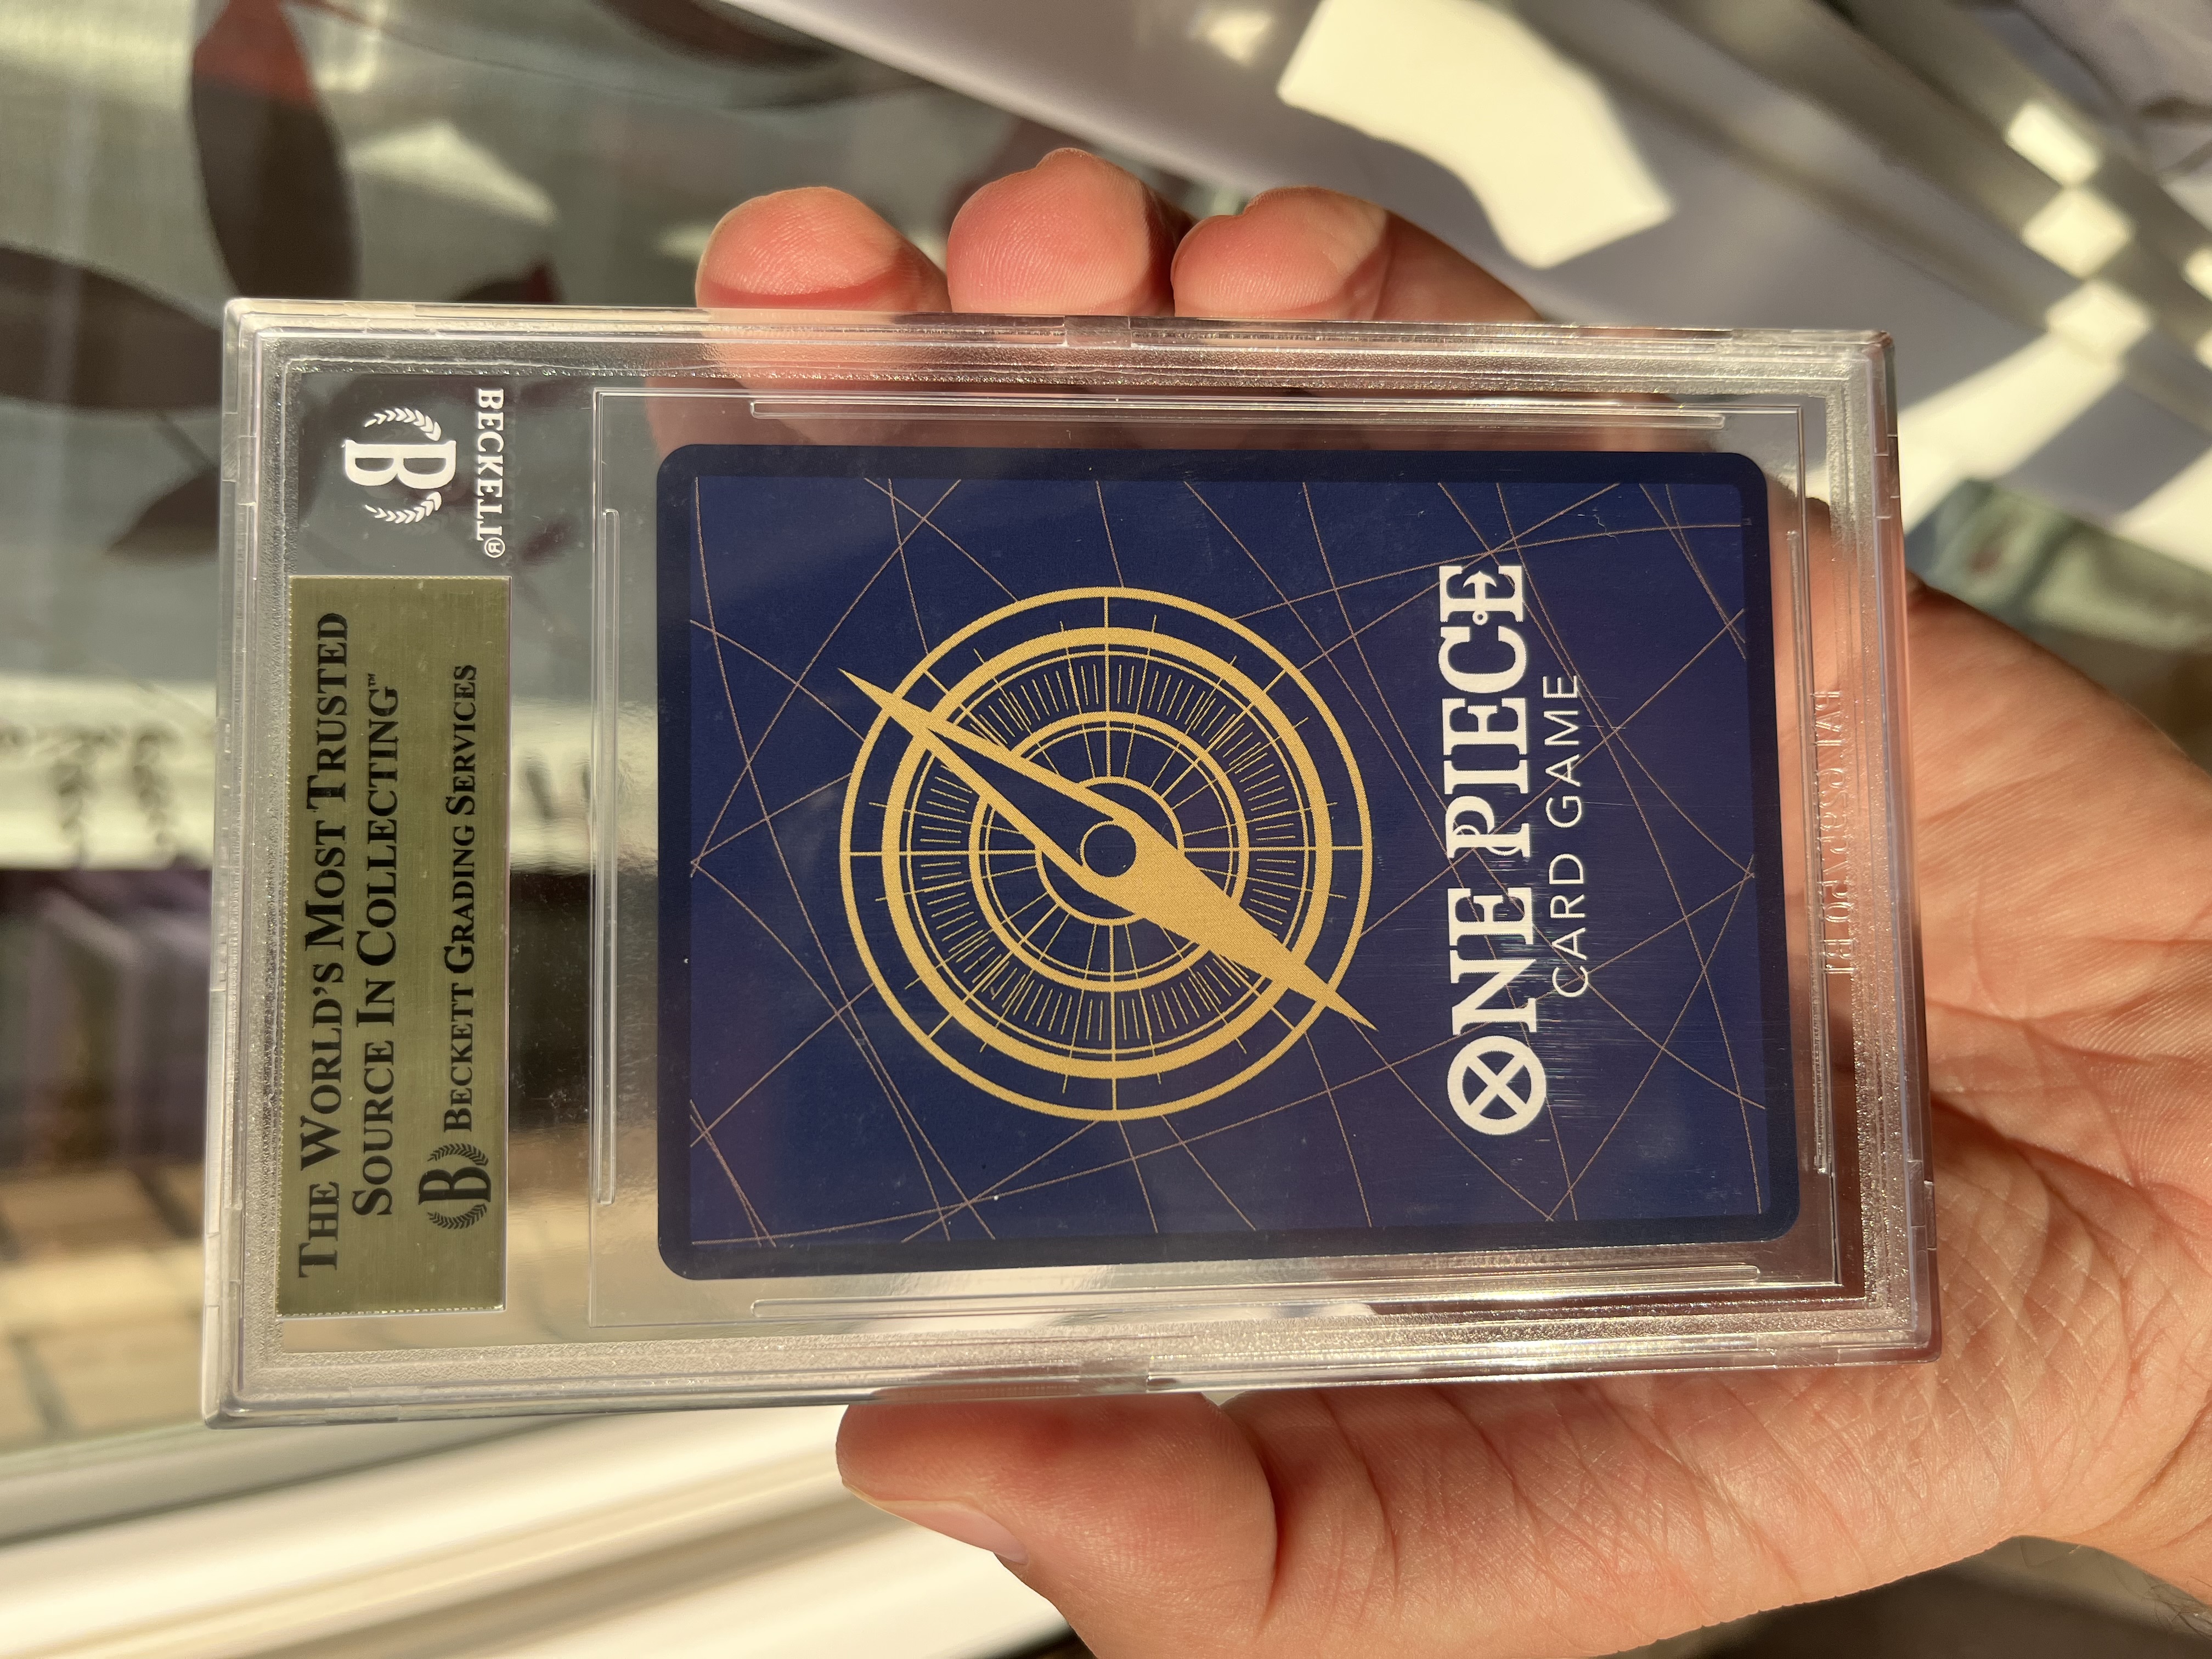 THE WORLD'S MOST TRUSTED
SOURCE IN COLLECTING™
B BECKETT GRADING SERVICES
B
BECKETT®
ONE PIECE
CARD GAME